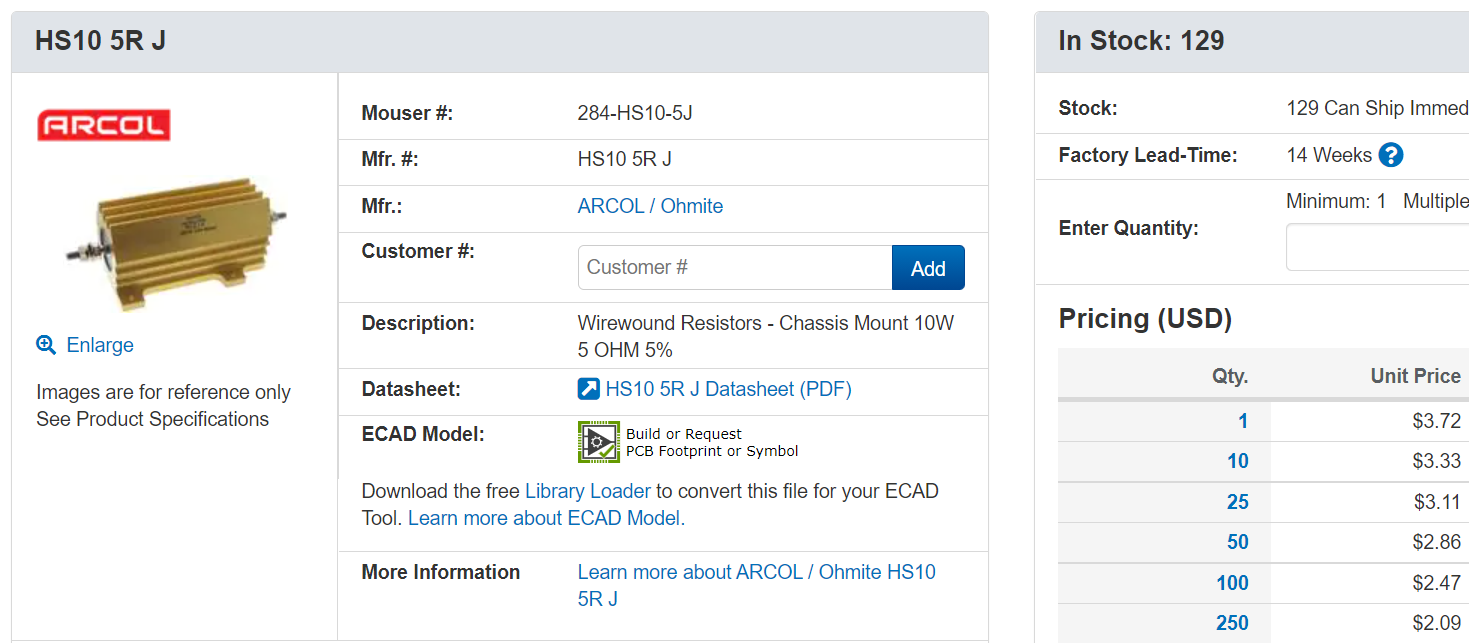 HS10 5R J
ARCOL
Enlarge
Images are for reference only
See Product Specifications
Mouser #: 284-HS10-5J
Mfr. #: HS10 5R J
Mfr.: ARCOL / Ohmite
Customer #: Customer # Add
Description: Wirewound Resistors - Chassis Mount 10W
5 OHM 5%
Datasheet: HS10 5R J Datasheet (PDF)
ECAD Model: Build or Request
PCB Footprint or Symbol
Download the free Library Loader to convert this file for your ECAD
Tool. Learn more about ECAD Model.
More Information Learn more about ARCOL / Ohmite HS10
5R J
In Stock: 129
Stock: 129 Can Ship Immed
Factory Lead-Time: 14 Weeks ?
Minimum: 1 Multiple
Enter Quantity:
Pricing (USD)
Qty. Unit Price
1 $3.72
10 $3.33
25 $3.11
50 $2.86
100 $2.47
250 $2.09